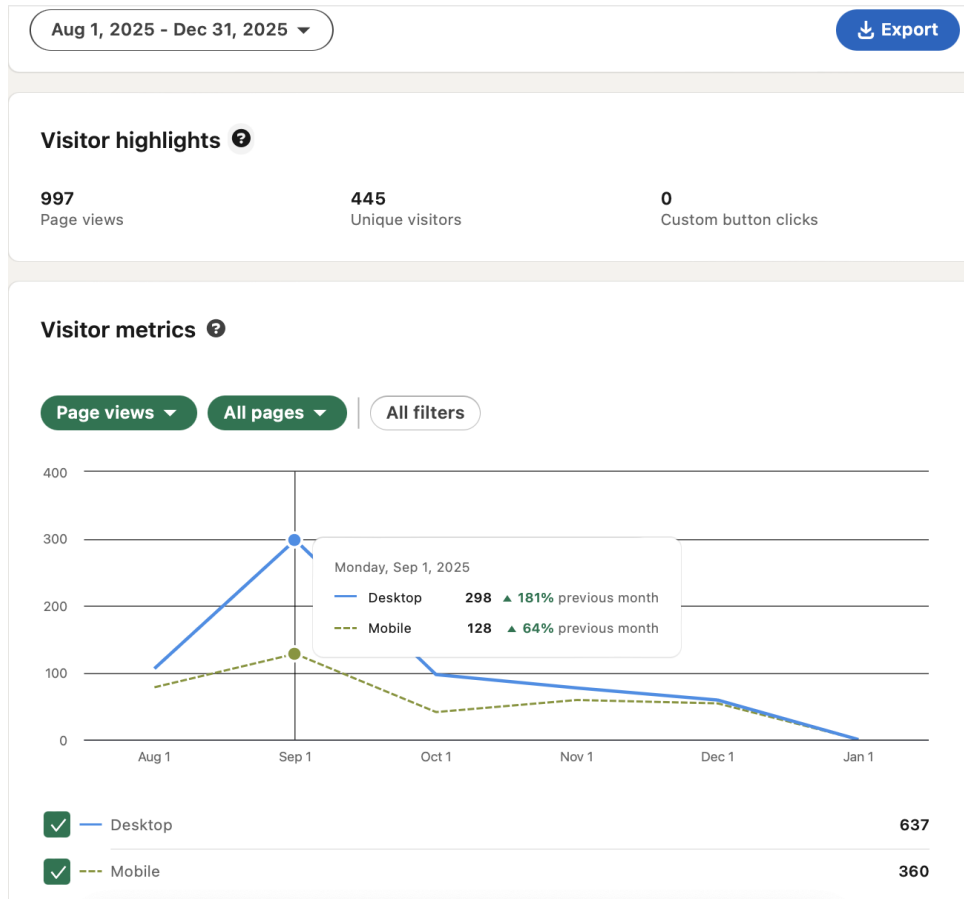 Aug 1, 2025 - Dec 31, 2025
Export
Visitor highlights
997 445 0
Page views Unique visitors Custom button clicks
Visitor metrics
Page views All pages All filters
400
300
200
100
0
Monday, Sep 1, 2025
Desktop 298 ▲ 181% previous month
Mobile 128 ▲ 64% previous month
Aug 1 Sep 1 Oct 1 Nov 1 Dec 1 Jan 1
Desktop 637
Mobile 360